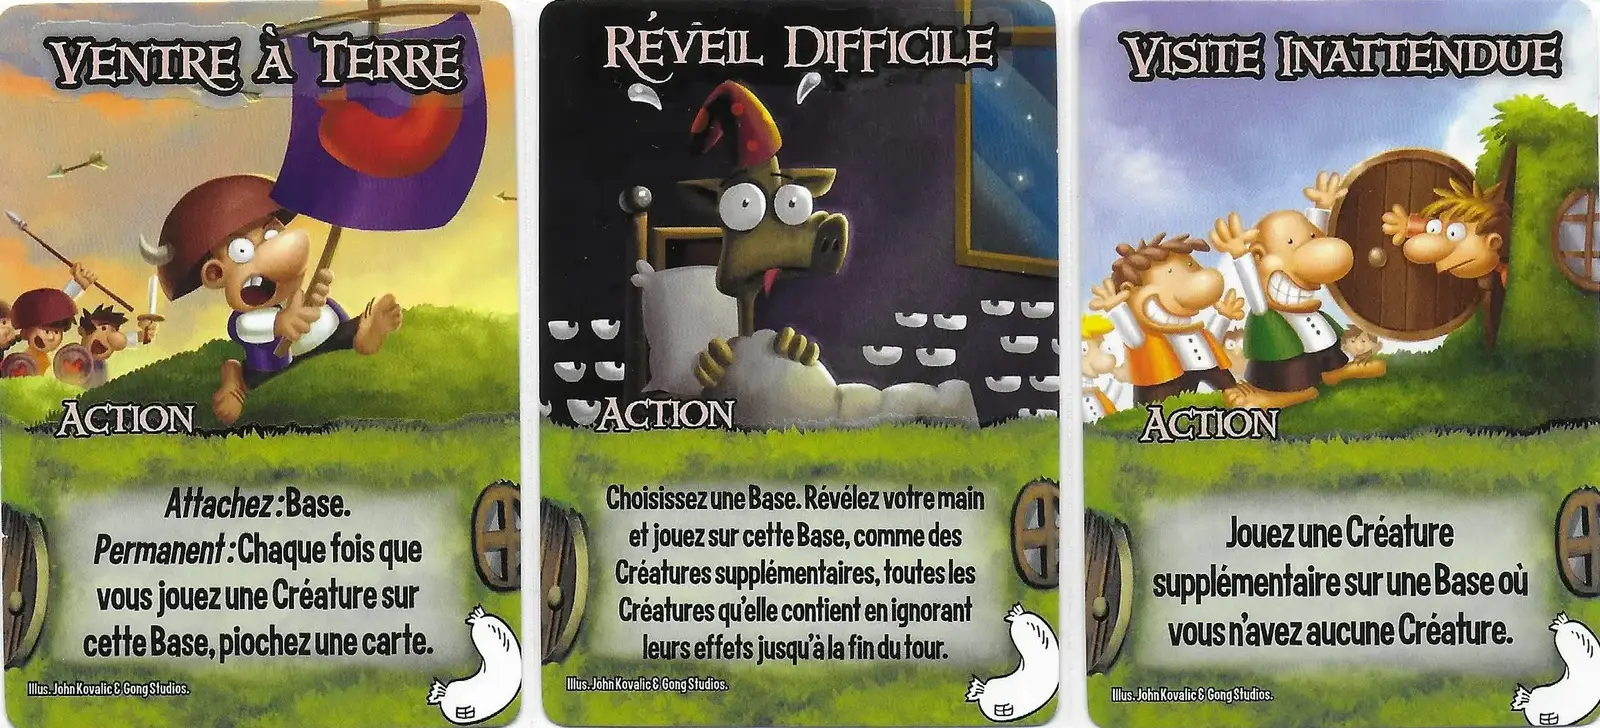 VENTRE À TERRE
ACTION
Attachez : Base.
Permanent : Chaque fois que
vous jouez une Créature sur
cette Base, piochez une carte.
Illus. John Kovalic & Gong Studios.
RÉVEIL DIFFICILE
ACTION
Choisissez une Base. Révélez votre main
et jouez sur cette Base, comme des
Créatures supplémentaires, toutes les
Créatures qu'elle contient en ignorant
leurs effets jusqu'à la fin du tour.
Illus. John Kovalic & Gong Studios.
VISITE INATTENDUE
ACTION
Jouez une Créature
supplémentaire sur une Base où
vous n'avez aucune Créature.
Illus. John Kovalic & Gong Studios.